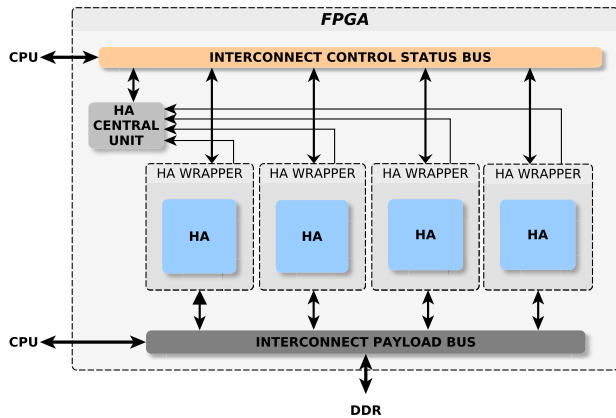 FPGA
CPU
INTERCONNECT CONTROL STATUS BUS
HA
CENTRAL
UNIT
HA WRAPPER
HA WRAPPER
HA WRAPPER
HA WRAPPER
HA
HA
HA
HA
CPU
INTERCONNECT PAYLOAD BUS
DDR